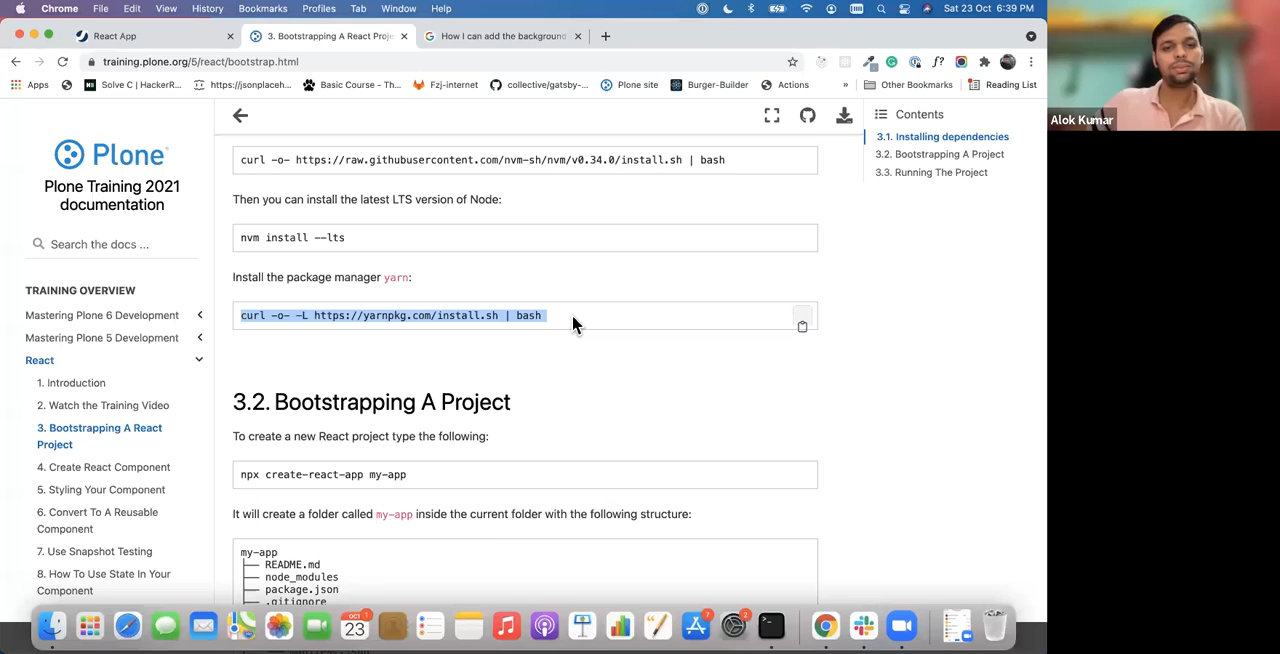 Chrome File Edit View History Bookmarks Profiles Tab Window Help Sat 23 Oct 6:39 PM
React App
3. Bootstrapping A React Proje
How I can add the background
training.plone.org/5/react/bootstrap.html
Apps
Solve C | HackerR...
https://jsonplaceh...
Basic Course - Th...
Fzj-internet
collective/gatsby-...
Plone site
Burger-Builder
Actions
»
Other Bookmarks
Reading List
Plone
Plone Training 2021
documentation
Search the docs ...
TRAINING OVERVIEW
Mastering Plone 6 Development
Mastering Plone 5 Development
React
1. Introduction
2. Watch the Training Video
3. Bootstrapping A React
Project
4. Create React Component
5. Styling Your Component
6. Convert To A Reusable
Component
7. Use Snapshot Testing
8. How To Use State In Your
Component
curl -o- https://raw.githubusercontent.com/nvm-sh/nvm/v0.34.0/install.sh | bash
Then you can install the latest LTS version of Node:
nvm install --lts
Install the package manager yarn:
curl -o- -L https://yarnpkg.com/install.sh | bash
3.2. Bootstrapping A Project
To create a new React project type the following:
npx create-react-app my-app
It will create a folder called my-app inside the current folder with the following structure:
my-app
├── README.md
├── node_modules
├── package.json
├── .gitignore
Contents
3.1. Installing dependencies
3.2. Bootstrapping A Project
3.3. Running The Project
Alok Kumar
OCT
23
1
7
2